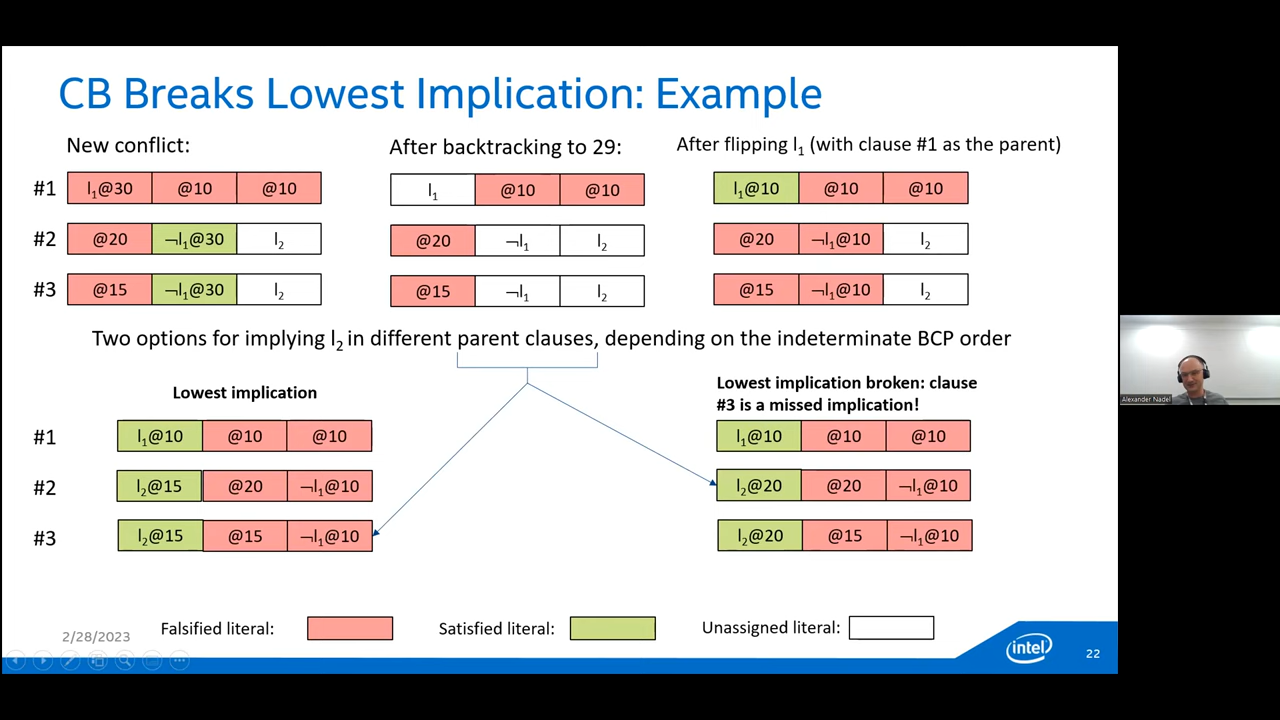 CB Breaks Lowest Implication: Example
New conflict:
After backtracking to 29:
After flipping l₁ (with clause #1 as the parent)
#1 l₁@30 @10 @10 l₁ @10 @10 l₁@10 @10 @10
#2 @20 ¬l₁@30 l₂ @20 ¬l₁ l₂ @20 ¬l₁@10 l₂
#3 @15 ¬l₁@30 l₂ @15 ¬l₁ l₂ @15 ¬l₁@10 l₂
Two options for implying l₂ in different parent clauses, depending on the indeterminate BCP order
Lowest implication
Lowest implication broken: clause
#3 is a missed implication!
#1 l₁@10 @10 @10 l₁@10 @10 @10
#2 l₂@15 @20 ¬l₁@10 l₂@20 @20 ¬l₁@10
#3 l₂@15 @15 ¬l₁@10 l₂@20 @15 ¬l₁@10
Falsified literal:
Satisfied literal:
Unassigned literal:
2/28/2023
intel
22
Alexander Nadel